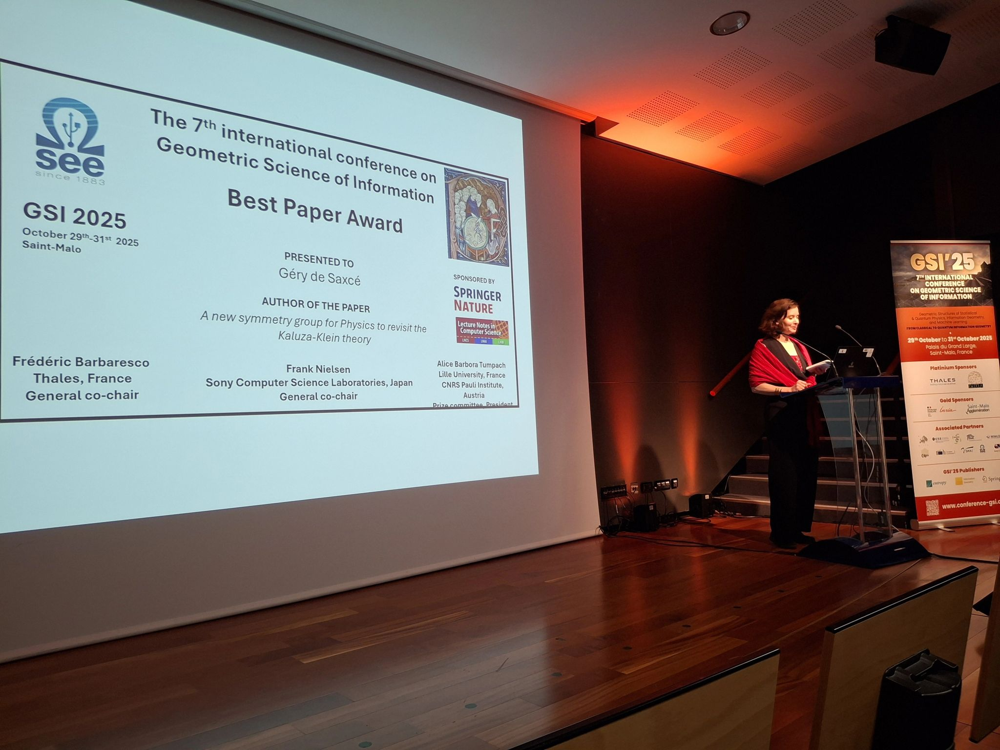 see
since 1883
GSI 2025
October 29th-31st 2025
Saint-Malo
The 7th international conference on
Geometric Science of Information
Best Paper Award
PRESENTED TO
Géry de Saxcé
AUTHOR OF THE PAPER
A new symmetry group for Physics to revisit the
Kaluza-Klein theory
SPONSORED BY
SPRINGER
NATURE
Lecture Notes in
Computer Science
LNCS LNAI LNBI
Frédéric Barbaresco
Thales, France
General co-chair
Frank Nielsen
Sony Computer Science Laboratories, Japan
General co-chair
Alice Barbora Tumpach
Lille University, France
CNRS Pauli Institute,
Austria
Prize committee, President
GSI'25
7TH INTERNATIONAL
CONFERENCE
ON GEOMETRIC SCIENCE
OF INFORMATION
Geometric Structures of Statistical
& Quantum Physics, Information Geometry,
and Machine Learning
FROM CLASSICAL TO QUANTUM INFORMATION GEOMETRY
29th October to 31st October 2025
Palais du Grand Large,
Saint-Malo, France
Platinium Sponsors
THALES
Gold Sponsors
Inria
Saint-Malo
Agglomération
Associated Partners
SMAI
GSI'25 Publishers
entropy
Information
Geometry
Spring
www.conference-gsi.o